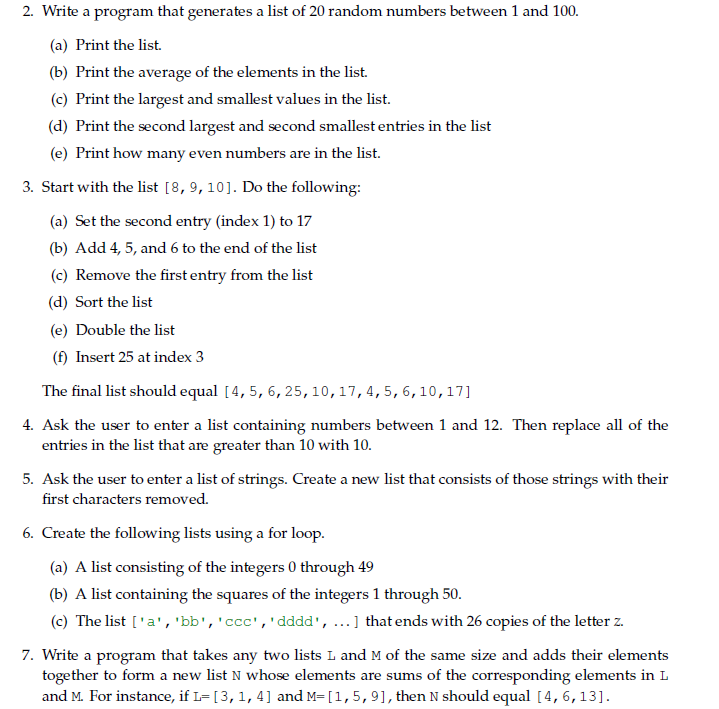 2. Write a program that generates a list of 20 random numbers between 1 and 100.
(a) Print the list.
(b) Print the average of the elements in the list.
(c) Print the largest and smallest values in the list.
(d) Print the second largest and second smallest entries in the list
(e) Print how many even numbers are in the list.
3. Start with the list [8,9,10]. Do the following:
(a) Set the second entry (index 1) to 17
(b) Add 4, 5, and 6 to the end of the list
(c) Remove the first entry from the list
(d) Sort the list
(e) Double the list
(f) Insert 25 at index 3
The final list should equal [4,5,6,25,10,17,4,5,6,10,17]
4. Ask the user to enter a list containing numbers between 1 and 12. Then replace all of the
entries in the list that are greater than 10 with 10.
5. Ask the user to enter a list of strings. Create a new list that consists of those strings with their
first characters removed.
6. Create the following lists using a for loop.
(a) A list consisting of the integers 0 through 49
(b) A list containing the squares of the integers 1 through 50.
(c) The list ['a','bb','ccc','dddd', ...] that ends with 26 copies of the letter z.
7. Write a program that takes any two lists L and M of the same size and adds their elements
together to form a new list N whose elements are sums of the corresponding elements in L
and M. For instance, if L=[3,1,4] and M=[1,5,9], then N should equal [4,6,13].